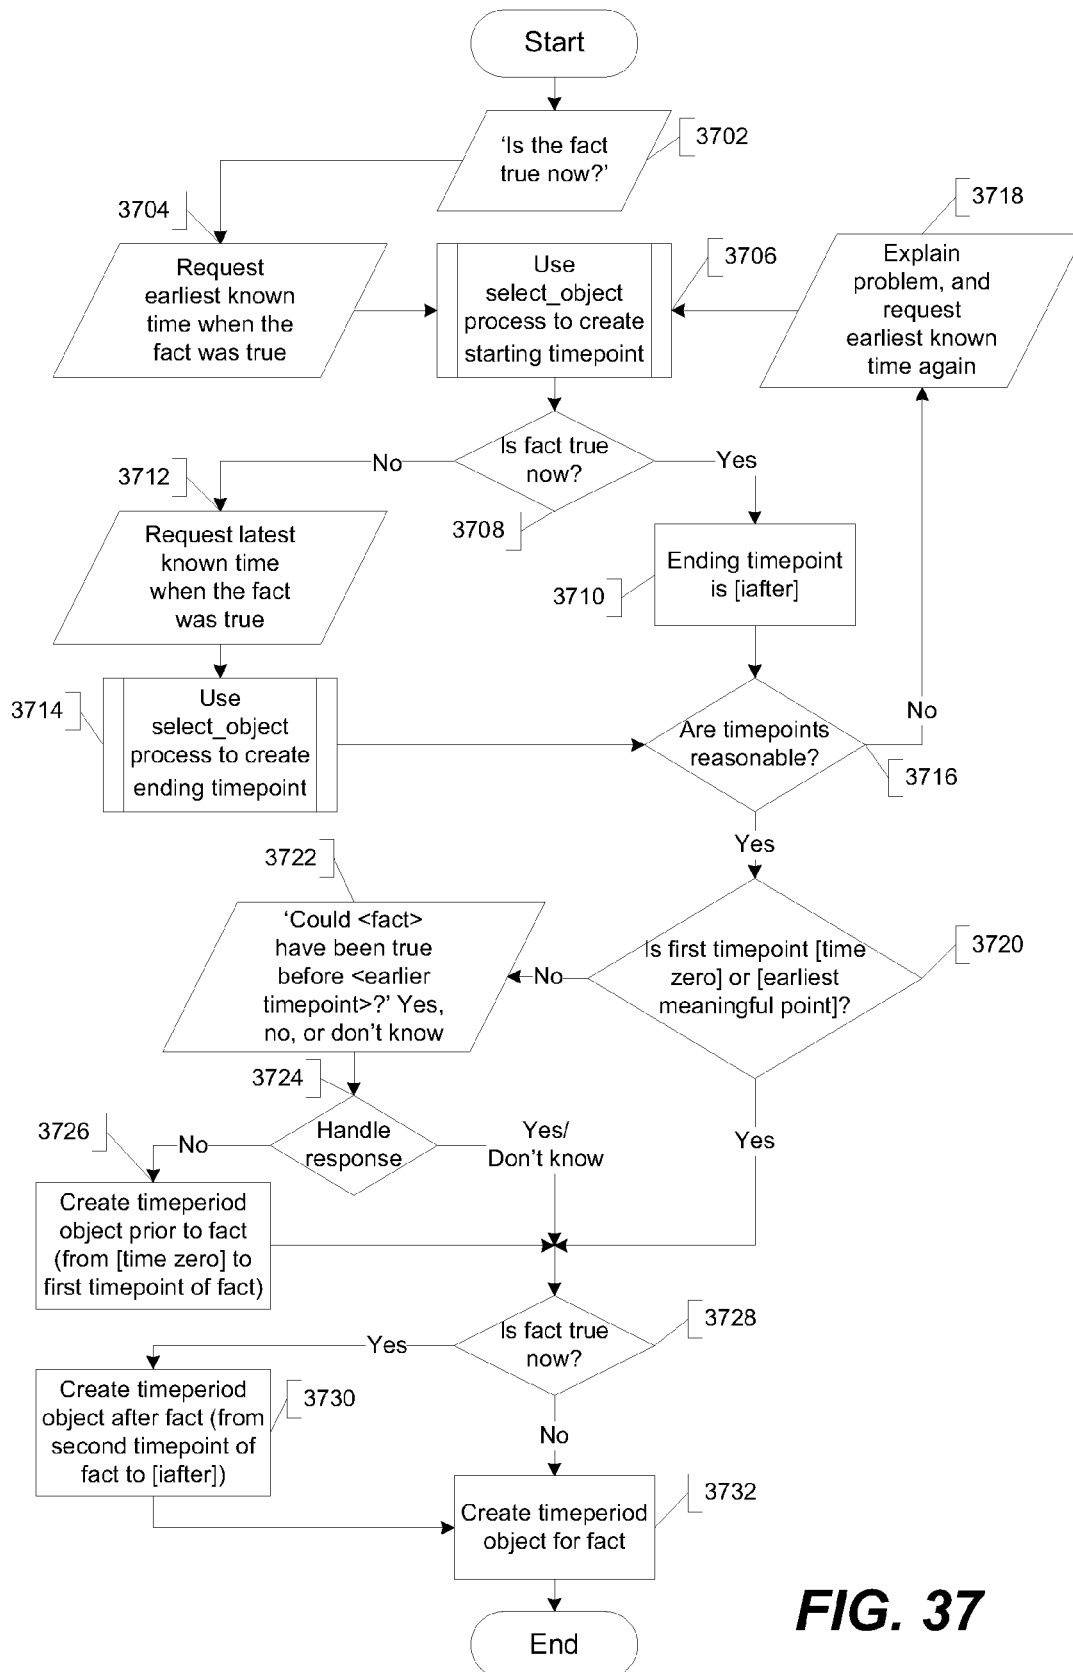 Start
‘Is the fact
true now?’
3702
3704
Request
earliest known
time when the
fact was true
Use
select_object
process to create
starting timepoint
3706
3718
Explain
problem, and
request
earliest known
time again
Is fact true
now?
No
Yes
3708
3712
Request latest
known time
when the fact
was true
3710
Ending timepoint
is [iafter]
3714
Use
select_object
process to create
ending timepoint
Are timepoints
reasonable?
No
3716
Yes
3722
‘Could <fact>
have been true
before <earlier
timepoint>?’ Yes,
no, or don’t know
No
Is first timepoint [time
zero] or [earliest
meaningful point]?
3720
Yes
3724
Handle
response
No
Yes/
Don’t know
3726
Create timeperiod
object prior to fact
(from [time zero] to
first timepoint of fact)
Is fact true
now?
3728
Yes
No
Create timeperiod
object after fact (from
second timepoint of
fact to [iafter])
3730
Create timeperiod
object for fact
3732
End
FIG. 37